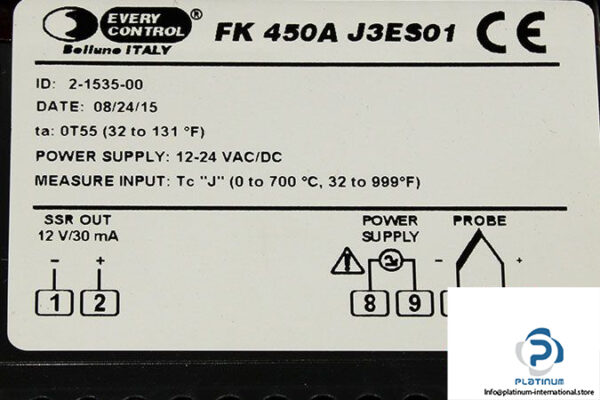 EVERY CONTROL ®
Belluno ITALY
FK 450A J3ES01 CE
ID: 2-1535-00
DATE: 08/24/15
ta: 0T55 (32 to 131 °F)
POWER SUPPLY: 12-24 VAC/DC
MEASURE INPUT: Tc "J" (0 to 700 °C, 32 to 999°F)
SSR OUT
12 V/30 mA
- +
1 2
POWER
SUPPLY
8 9
PROBE
- +
PLATINUM
Info@platinum-international.store